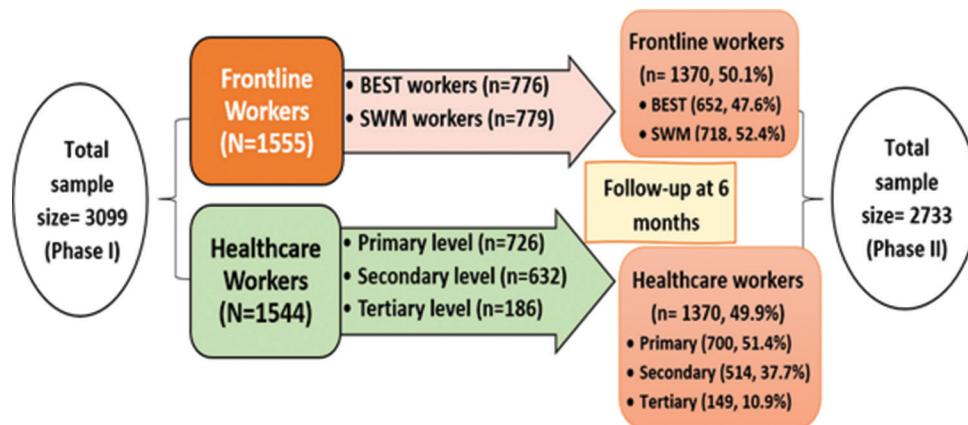 Total
sample
size= 3099
(Phase I)
Frontline
Workers
(N=1555)
• BEST workers (n=776)
• SWM workers (n=779)
Frontline workers
(n= 1370, 50.1%)
• BEST (652, 47.6%)
• SWM (718, 52.4%)
Follow-up at 6
months
Healthcare
Workers
(N=1544)
• Primary level (n=726)
• Secondary level (n=632)
• Tertiary level (n=186)
Healthcare workers
(n= 1370, 49.9%)
• Primary (700, 51.4%)
• Secondary (514, 37.7%)
• Tertiary (149, 10.9%)
Total
sample
size= 2733
(Phase II)